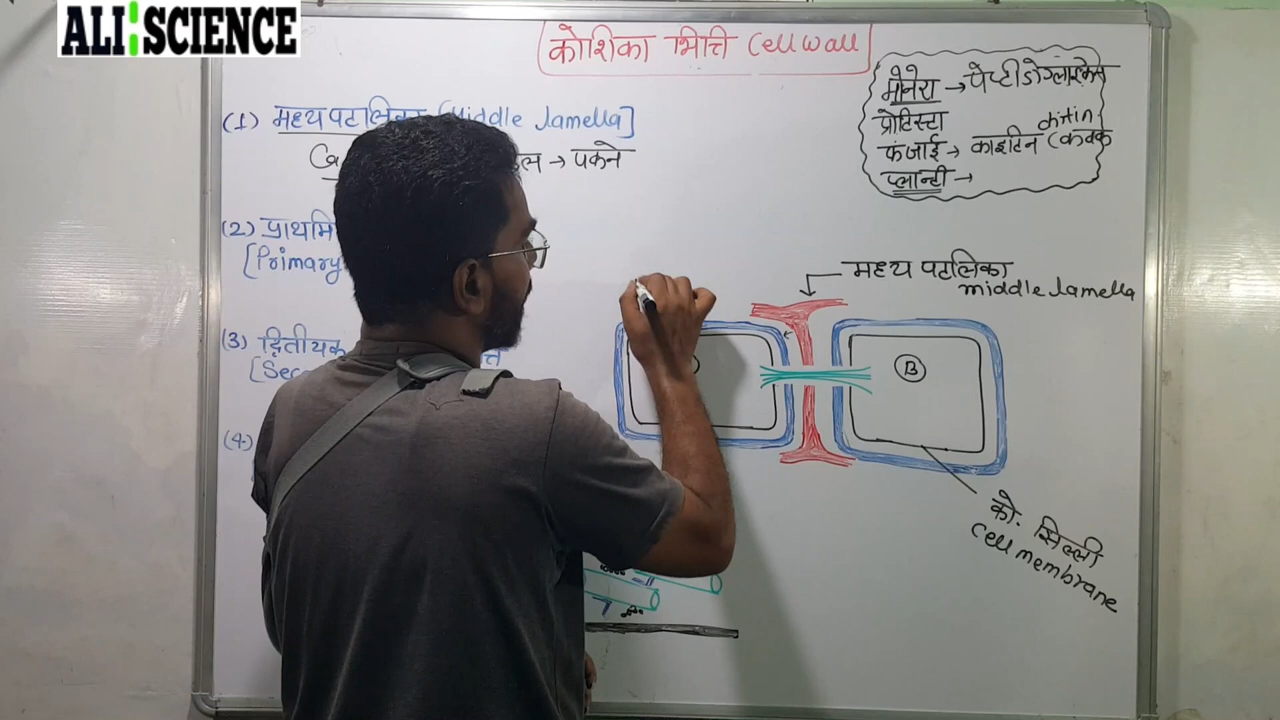 ALI SCIENCE
कोशिका भित्ति Cell wall
(1) मध्य पटलिका (Middle lamella]
→ पकने
(2) प्राथमि
[Primary
(3) द्वितीयक
[Sec
(4)
मोनेरा → पेप्टीडोग्लाइकेन
प्रोटिस्टा
फंजाई → काइटिन (कवक
प्लान्टी →
मध्य पटलिका
middle lamella
B
को. झिल्ली
Cell membrane